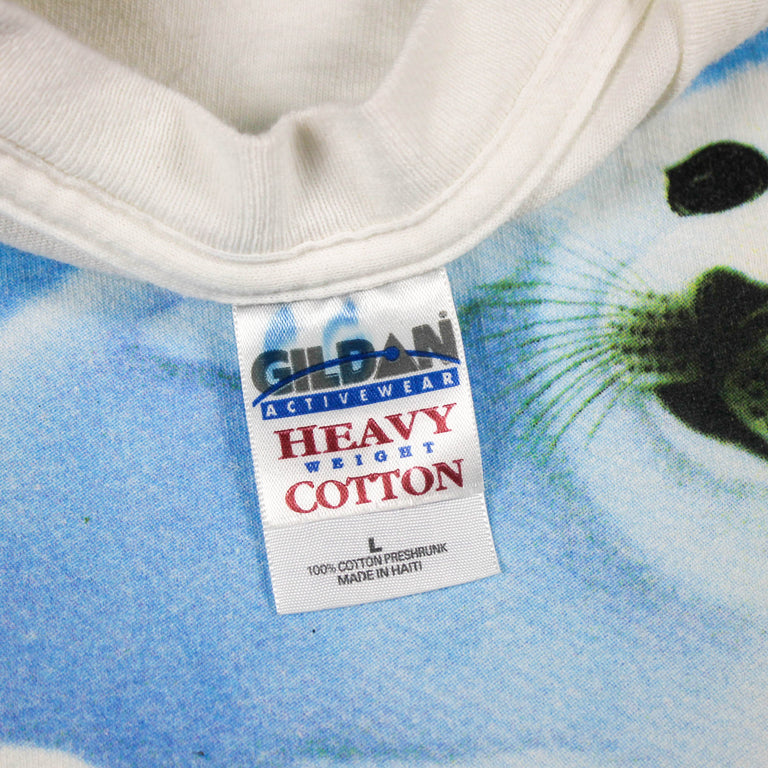 GILDAN®
ACTIVEWEAR
HEAVY
WEIGHT
COTTON
L
100% COTTON PRESHRUNK
MADE IN HAITI